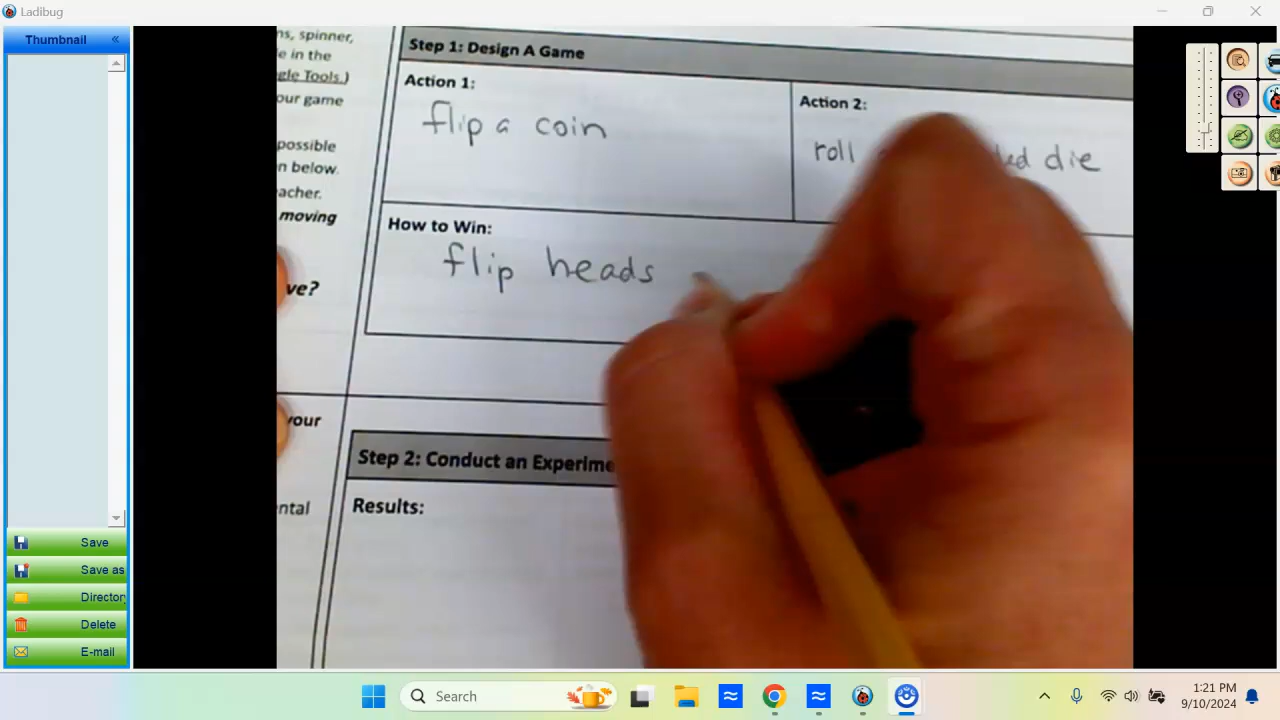 Ladibug
Thumbnail
«
ns, spinner,
e in the
gle Tools.)
our game
possible
n below.
acher.
moving
ve?
your
ntal
Step 1: Design A Game
Action 1:
flip a coin
Action 2:
roll die
How to Win:
flip heads
Step 2: Conduct an Experime
Results:
Save
Save as
Director
Delete
E-mail
Search
1:21 PM
9/10/2024